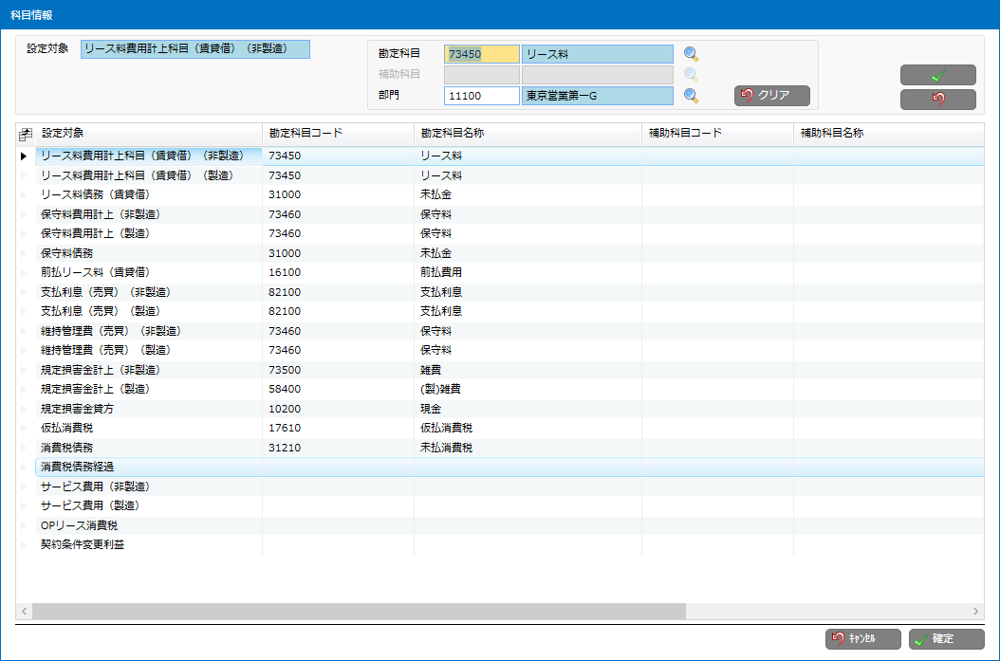 科目情報
設定対象 リース料費用計上科目（賃貸借）（非製造）
勘定科目 73450 リース料
補助科目
部門 11100 東京営業第一G クリア
設定対象 勘定科目コード 勘定科目名称 補助科目コード 補助科目名称
リース料費用計上科目（賃貸借）（非製造） 73450 リース料
リース料費用計上科目（賃貸借）（製造） 73450 リース料
リース料債務（賃貸借） 31000 未払金
保守料費用計上（非製造） 73460 保守料
保守料費用計上（製造） 73460 保守料
保守料債務 31000 未払金
前払リース料（賃貸借） 16100 前払費用
支払利息（売買）（非製造） 82100 支払利息
支払利息（売買）（製造） 82100 支払利息
維持管理費（売買）（非製造） 73460 保守料
維持管理費（売買）（製造） 73460 保守料
規定損害金計上（非製造） 73500 雑費
規定損害金計上（製造） 58400 (製)雑費
規定損害金貸方 10200 現金
仮払消費税 17610 仮払消費税
消費税債務 31210 未払消費税
消費税債務経過
サービス費用（非製造）
サービス費用（製造）
OPリース消費税
契約条件変更利益
ｷｬﾝｾﾙ 確定